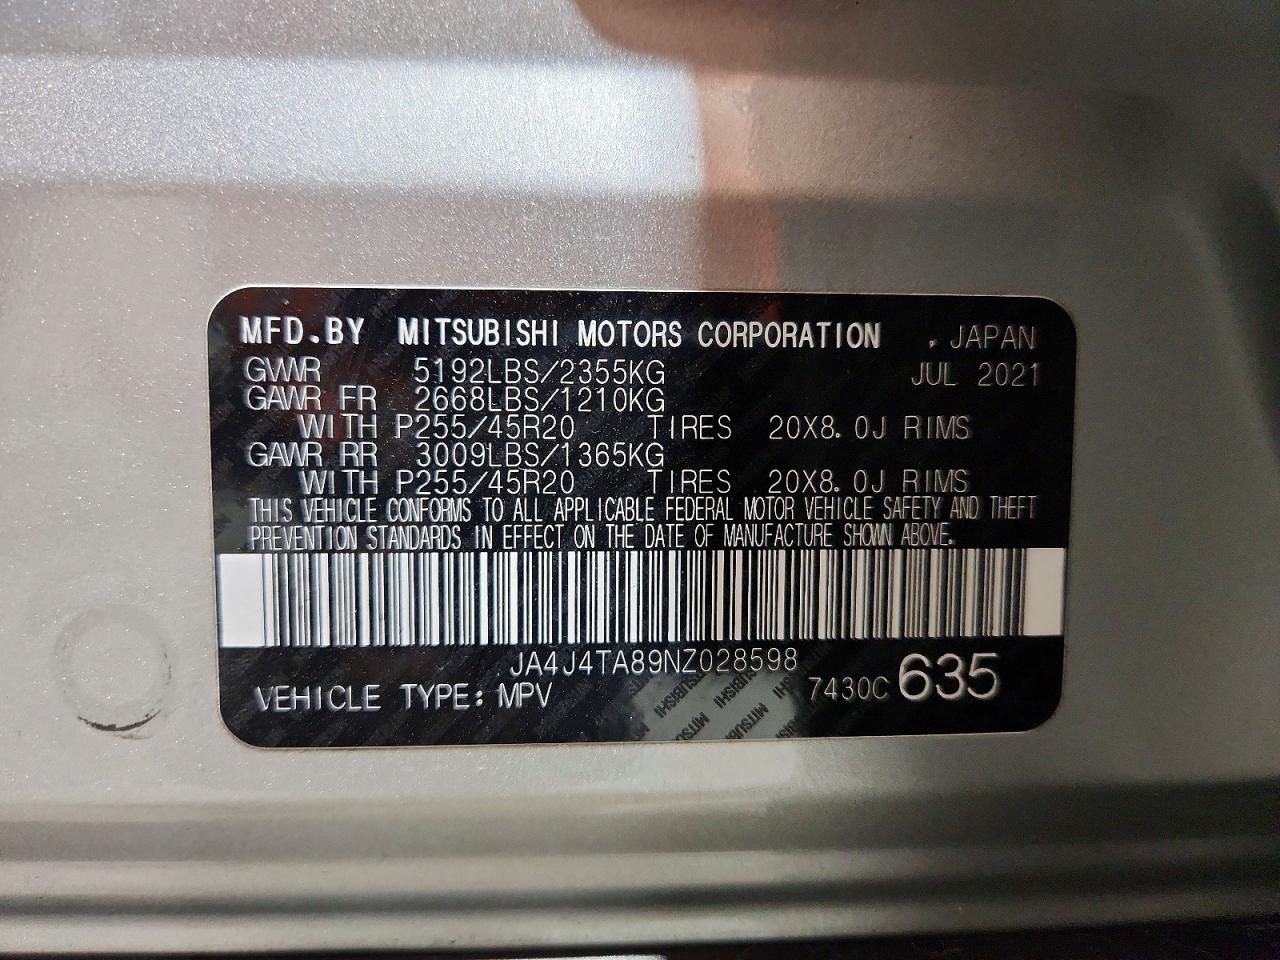 MFD.BY MITSUBISHI MOTORS CORPORATION , JAPAN
GVWR 5192LBS/2355KG JUL 2021
GAWR FR 2668LBS/1210KG
WITH P255/45R20 TIRES 20X8.0J RIMS
GAWR RR 3009LBS/1365KG
WITH P255/45R20 TIRES 20X8.0J RIMS
THIS VEHICLE CONFORMS TO ALL APPLICABLE FEDERAL MOTOR VEHICLE SAFETY AND THEFT
PREVENTION STANDARDS IN EFFECT ON THE DATE OF MANUFACTURE SHOWN ABOVE.
JA4J4TA89NZ028598
VEHICLE TYPE: MPV 7430C 635
MITSUBISHI MITSUBISHI MITSUBISHI